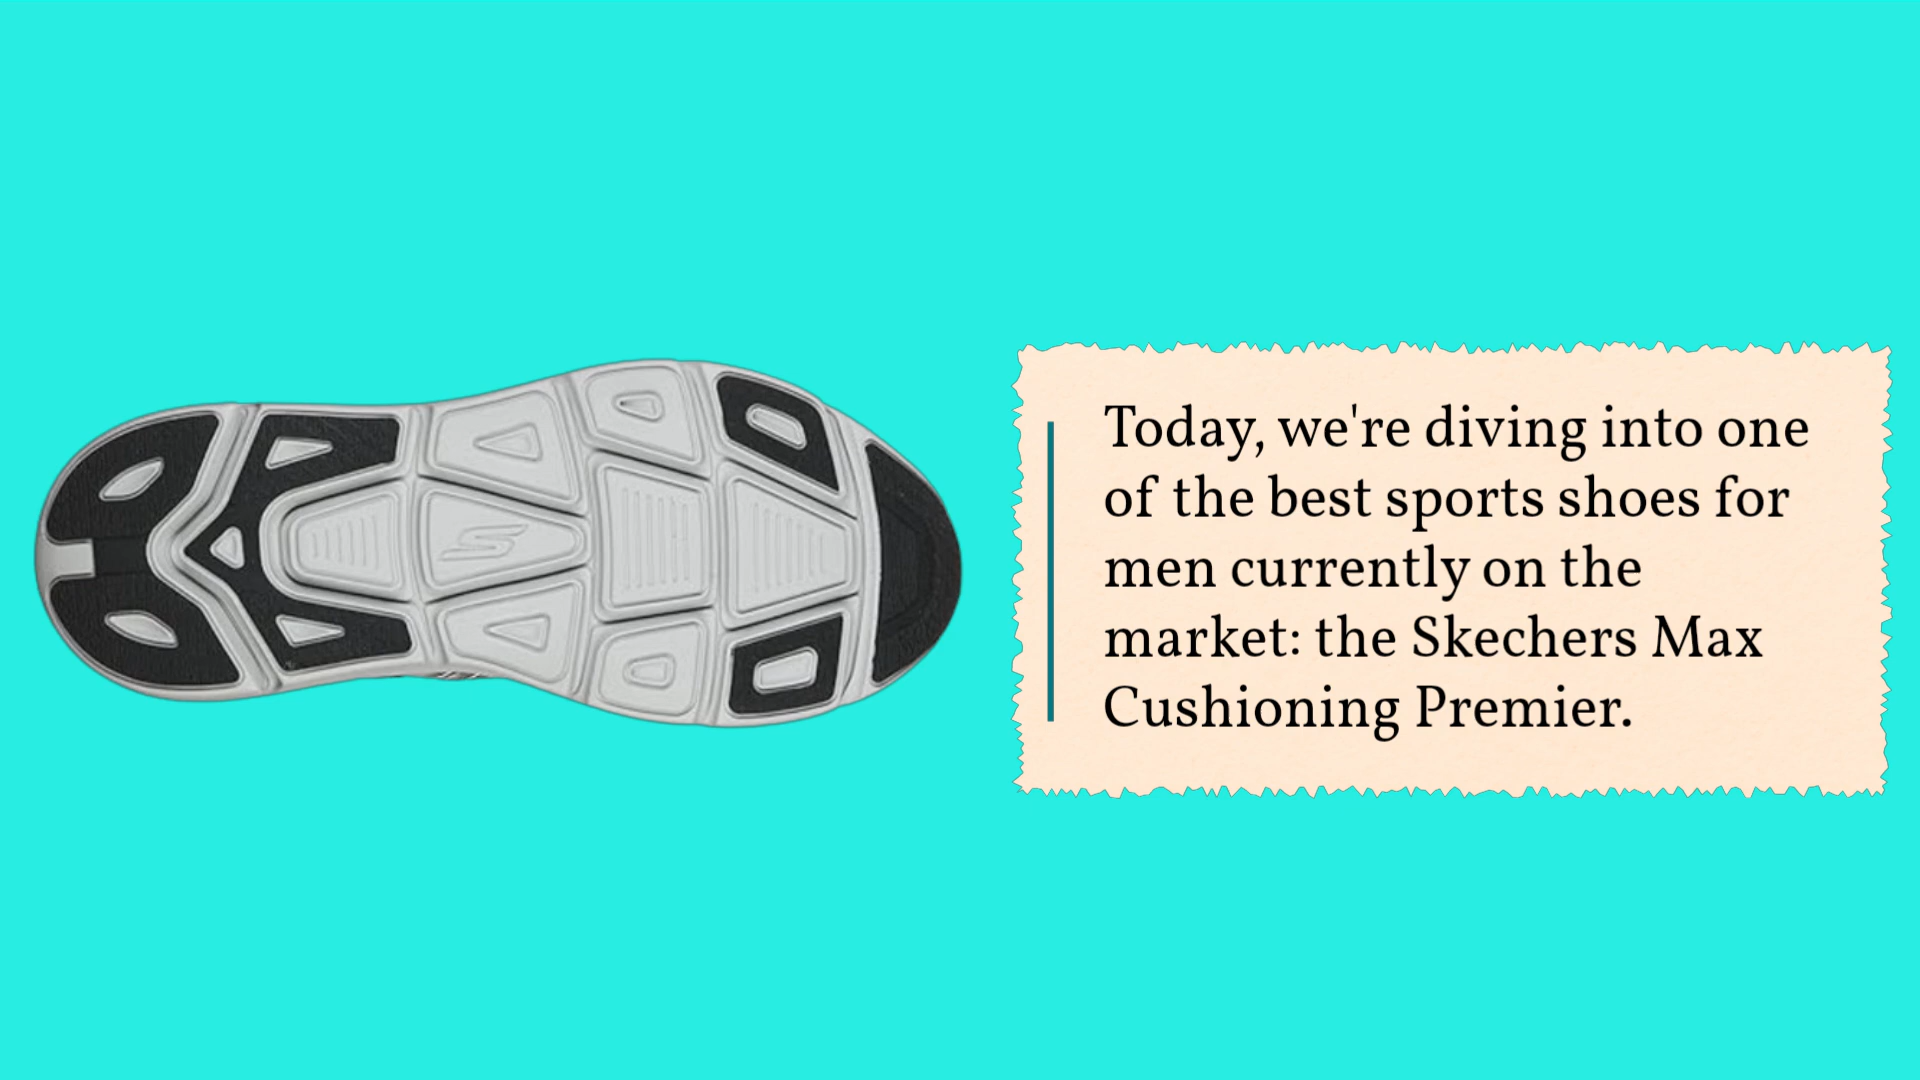 Today, we're diving into one
of the best sports shoes for
men currently on the
market: the Skechers Max
Cushioning Premier.